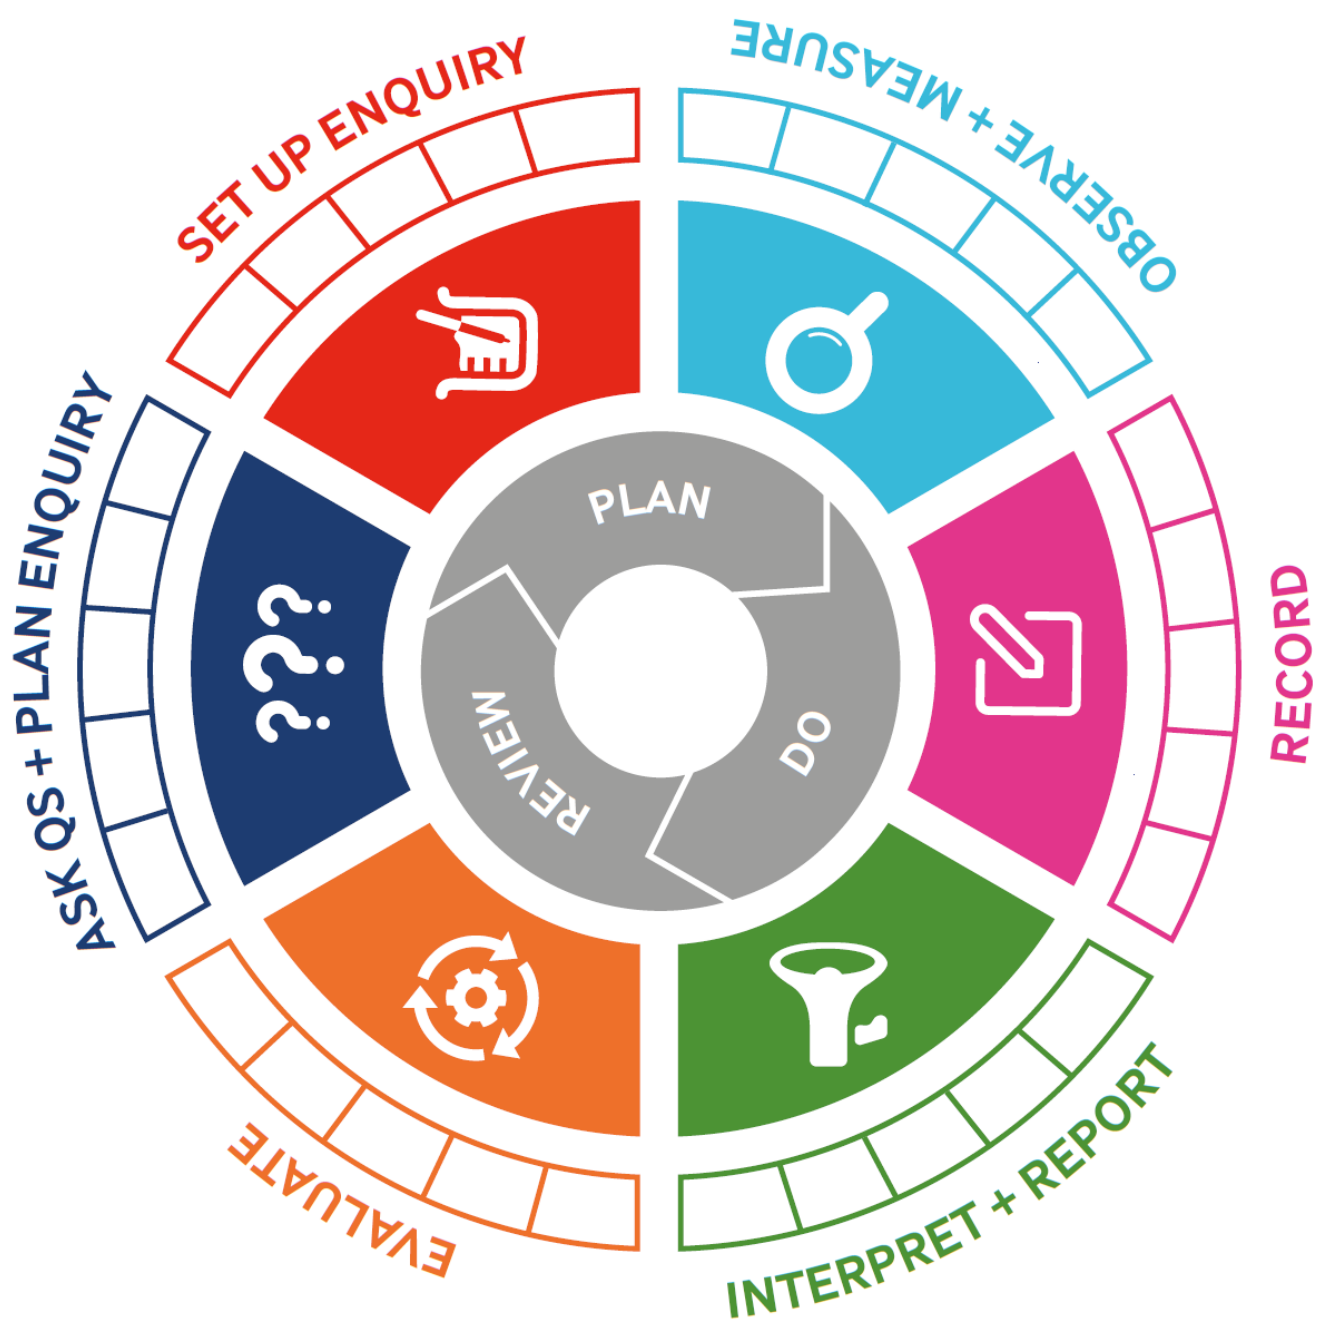 SET UP ENQUIRY
OBSERVE + MEASURE
RECORD
INTERPRET + REPORT
EVALUATE
ASK QS + PLAN ENQUIRY
PLAN
DO
REVIEW
¿¿¿